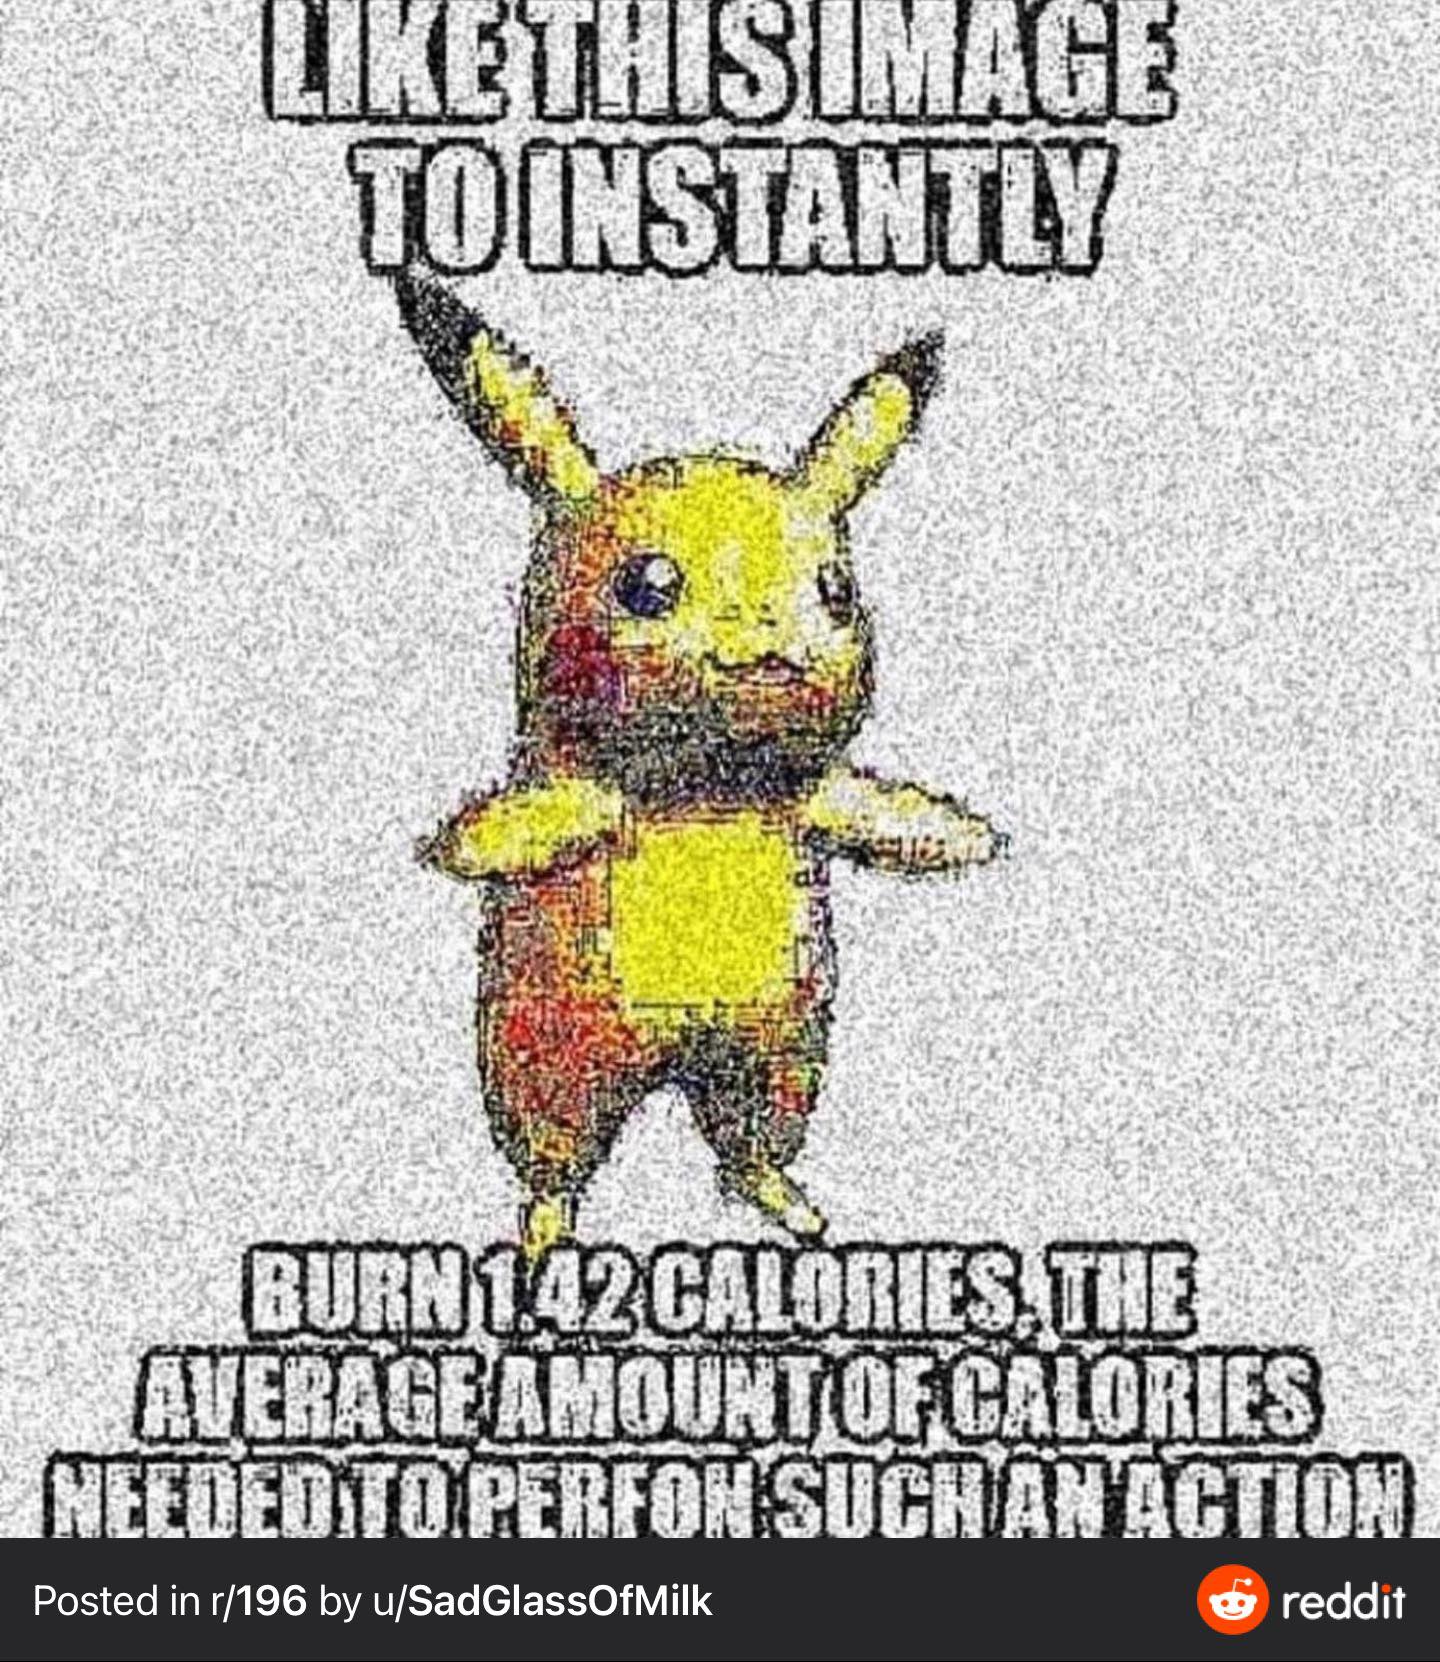 LIKE THIS IMAGE
TO INSTANTLY
BURN 1.42 CALORIES, THE
AVERAGE AMOUNT OF CALORIES
NEEDED TO PERFOM SUCH AN ACTION
Posted in r/196 by u/SadGlassOfMilk
reddit